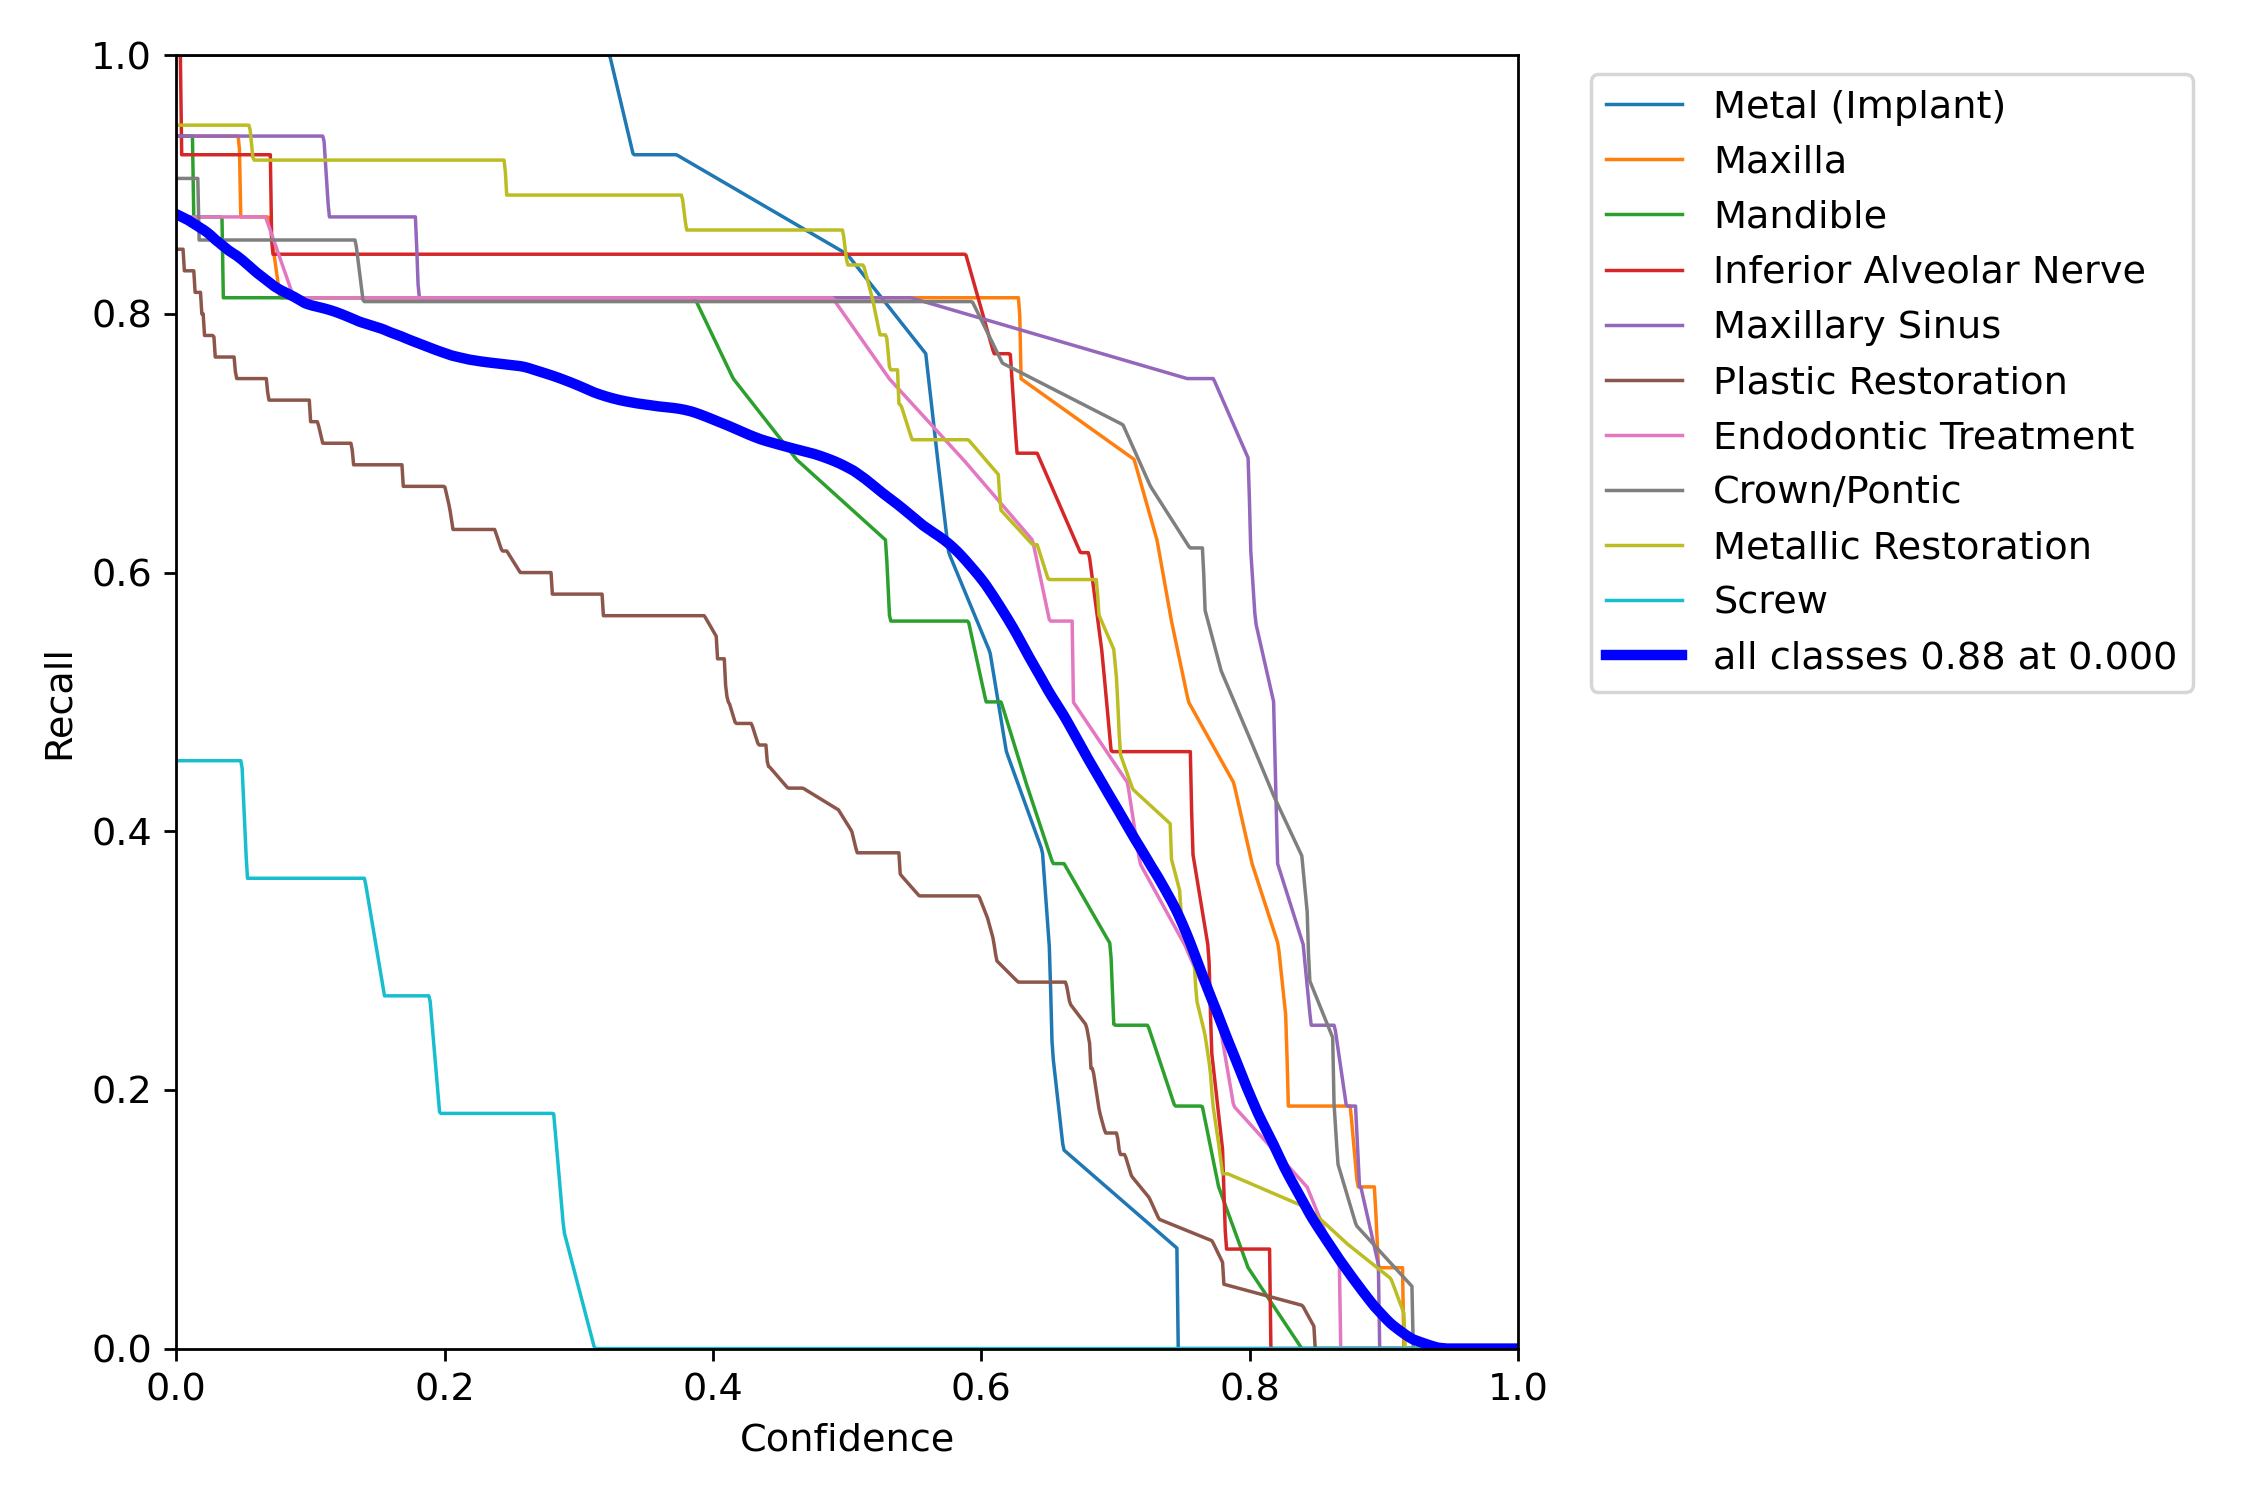 1.0
0.8
0.6
0.4
0.2
0.0
Recall
0.0 0.2 0.4 0.6 0.8 1.0
Confidence
Metal (Implant)
Maxilla
Mandible
Inferior Alveolar Nerve
Maxillary Sinus
Plastic Restoration
Endodontic Treatment
Crown/Pontic
Metallic Restoration
Screw
all classes 0.88 at 0.000